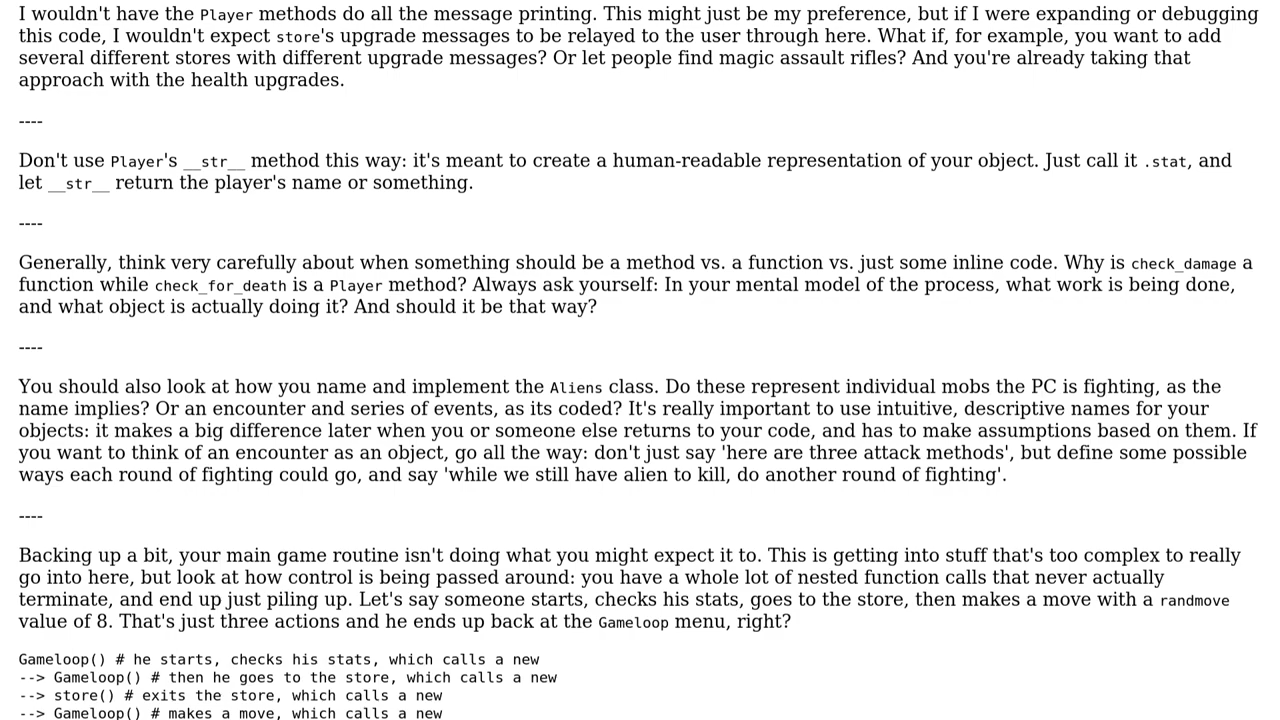 I wouldn't have the Player methods do all the message printing. This might just be my preference, but if I were expanding or debugging
this code, I wouldn't expect store's upgrade messages to be relayed to the user through here. What if, for example, you want to add
several different stores with different upgrade messages? Or let people find magic assault rifles? And you're already taking that
approach with the health upgrades.
----
Don't use Player's __str__ method this way: it's meant to create a human-readable representation of your object. Just call it .stat, and
let __str__ return the player's name or something.
----
Generally, think very carefully about when something should be a method vs. a function vs. just some inline code. Why is check_damage a
function while check_for_death is a Player method? Always ask yourself: In your mental model of the process, what work is being done,
and what object is actually doing it? And should it be that way?
----
You should also look at how you name and implement the Aliens class. Do these represent individual mobs the PC is fighting, as the
name implies? Or an encounter and series of events, as its coded? It's really important to use intuitive, descriptive names for your
objects: it makes a big difference later when you or someone else returns to your code, and has to make assumptions based on them. If
you want to think of an encounter as an object, go all the way: don't just say 'here are three attack methods', but define some possible
ways each round of fighting could go, and say 'while we still have alien to kill, do another round of fighting'.
----
Backing up a bit, your main game routine isn't doing what you might expect it to. This is getting into stuff that's too complex to really
go into here, but look at how control is being passed around: you have a whole lot of nested function calls that never actually
terminate, and end up just piling up. Let's say someone starts, checks his stats, goes to the store, then makes a move with a randmove
value of 8. That's just three actions and he ends up back at the Gameloop menu, right?
Gameloop() # he starts, checks his stats, which calls a new
--> Gameloop() # then he goes to the store, which calls a new
--> store() # exits the store, which calls a new
--> Gameloop() # makes a move, which calls a new